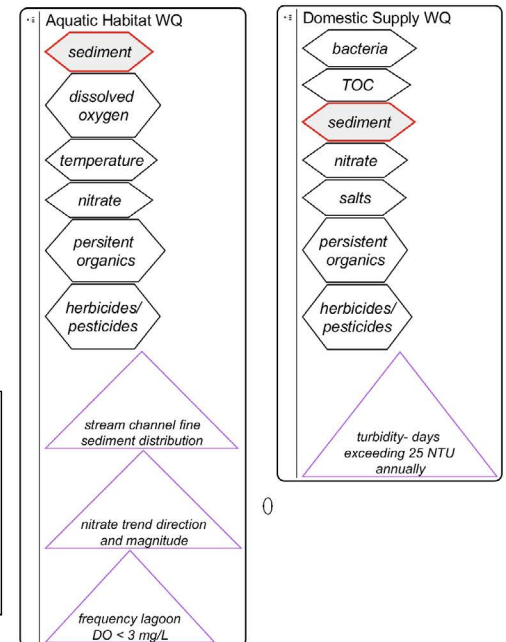 Aquatic Habitat WQ
sediment
dissolved
oxygen
temperature
nitrate
persitent
organics
herbicides/
pesticides
stream channel fine
sediment distribution
nitrate trend direction
and magnitude
frequency lagoon
DO < 3 mg/L
Domestic Supply WQ
bacteria
TOC
sediment
nitrate
salts
persistent
organics
herbicides/
pesticides
turbidity- days
exceeding 25 NTU
annually